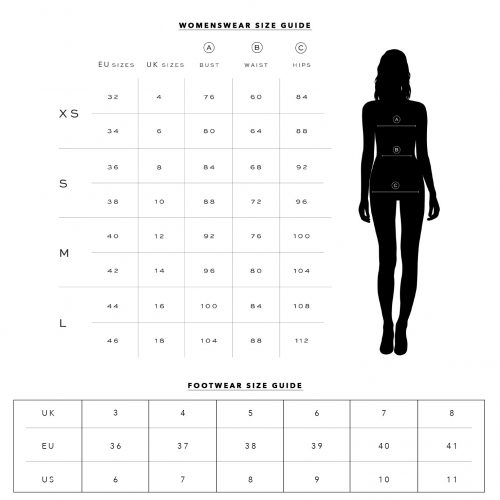 WOMENSWEAR SIZE GUIDE
A B C
EU SIZES UK SIZES BUST WAIST HIPS
XS
32 4 76 60 84
34 6 80 64 88
S
36 8 84 68 92
38 10 88 72 96
M
40 12 92 76 100
42 14 96 80 104
L
44 16 100 84 108
46 18 104 88 112
A
B
C
FOOTWEAR SIZE GUIDE
UK 3 4 5 6 7 8
EU 36 37 38 39 40 41
US 6 7 8 9 10 11